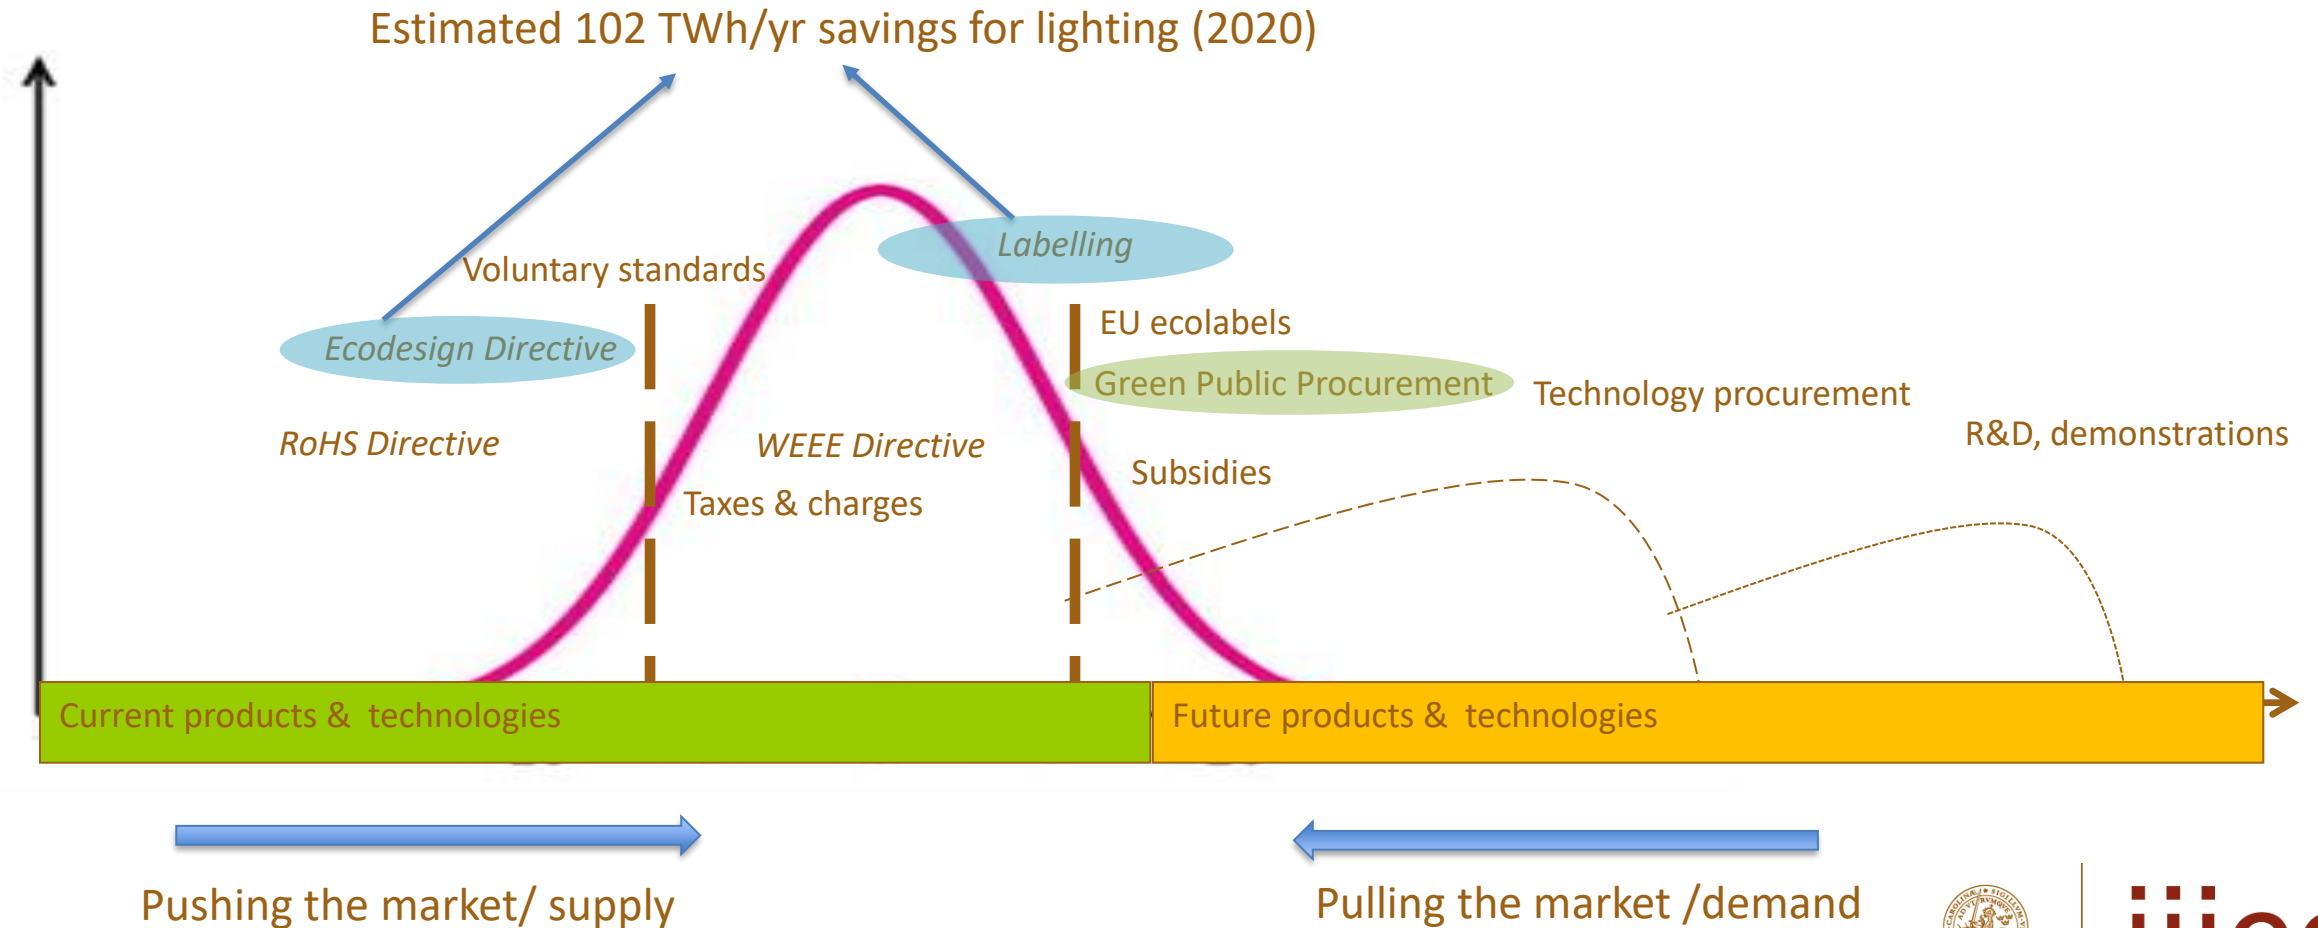 Estimated 102 TWh/yr savings for lighting (2020)
Labelling
Voluntary standards
EU ecolabels
Ecodesign Directive
Green Public Procurement
Technology procurement
R&D, demonstrations
RoHS Directive
WEEE Directive
Subsidies
Taxes & charges
Current products & technologies
Future products & technologies
Pushing the market/ supply
Pulling the market /demand